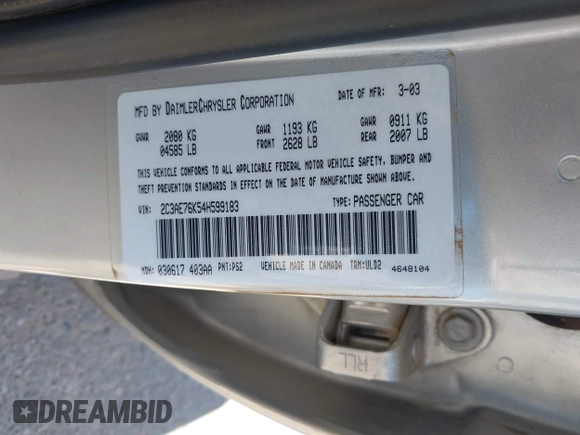 MFD BY DAIMLERCHRYSLER CORPORATION DATE OF MFR: 3-03
GVWR 2080 KG GAWR 1193 KG GAWR 0911 KG
04585 LB FRONT 2628 LB REAR 2007 LB
THIS VEHICLE CONFORMS TO ALL APPLICABLE FEDERAL MOTOR VEHICLE SAFETY, BUMPER AND
THEFT PREVENTION STANDARDS IN EFFECT ON THE DATE OF MANUFACTURE SHOWN ABOVE.
VIN: 2C3AE76K54H599183 TYPE: PASSENGER CAR
MDH: 030617 403AA PNT:PS2 VEHICLE MADE IN CANADA TRM:ULD2 4648104
RLL
DREAMBID